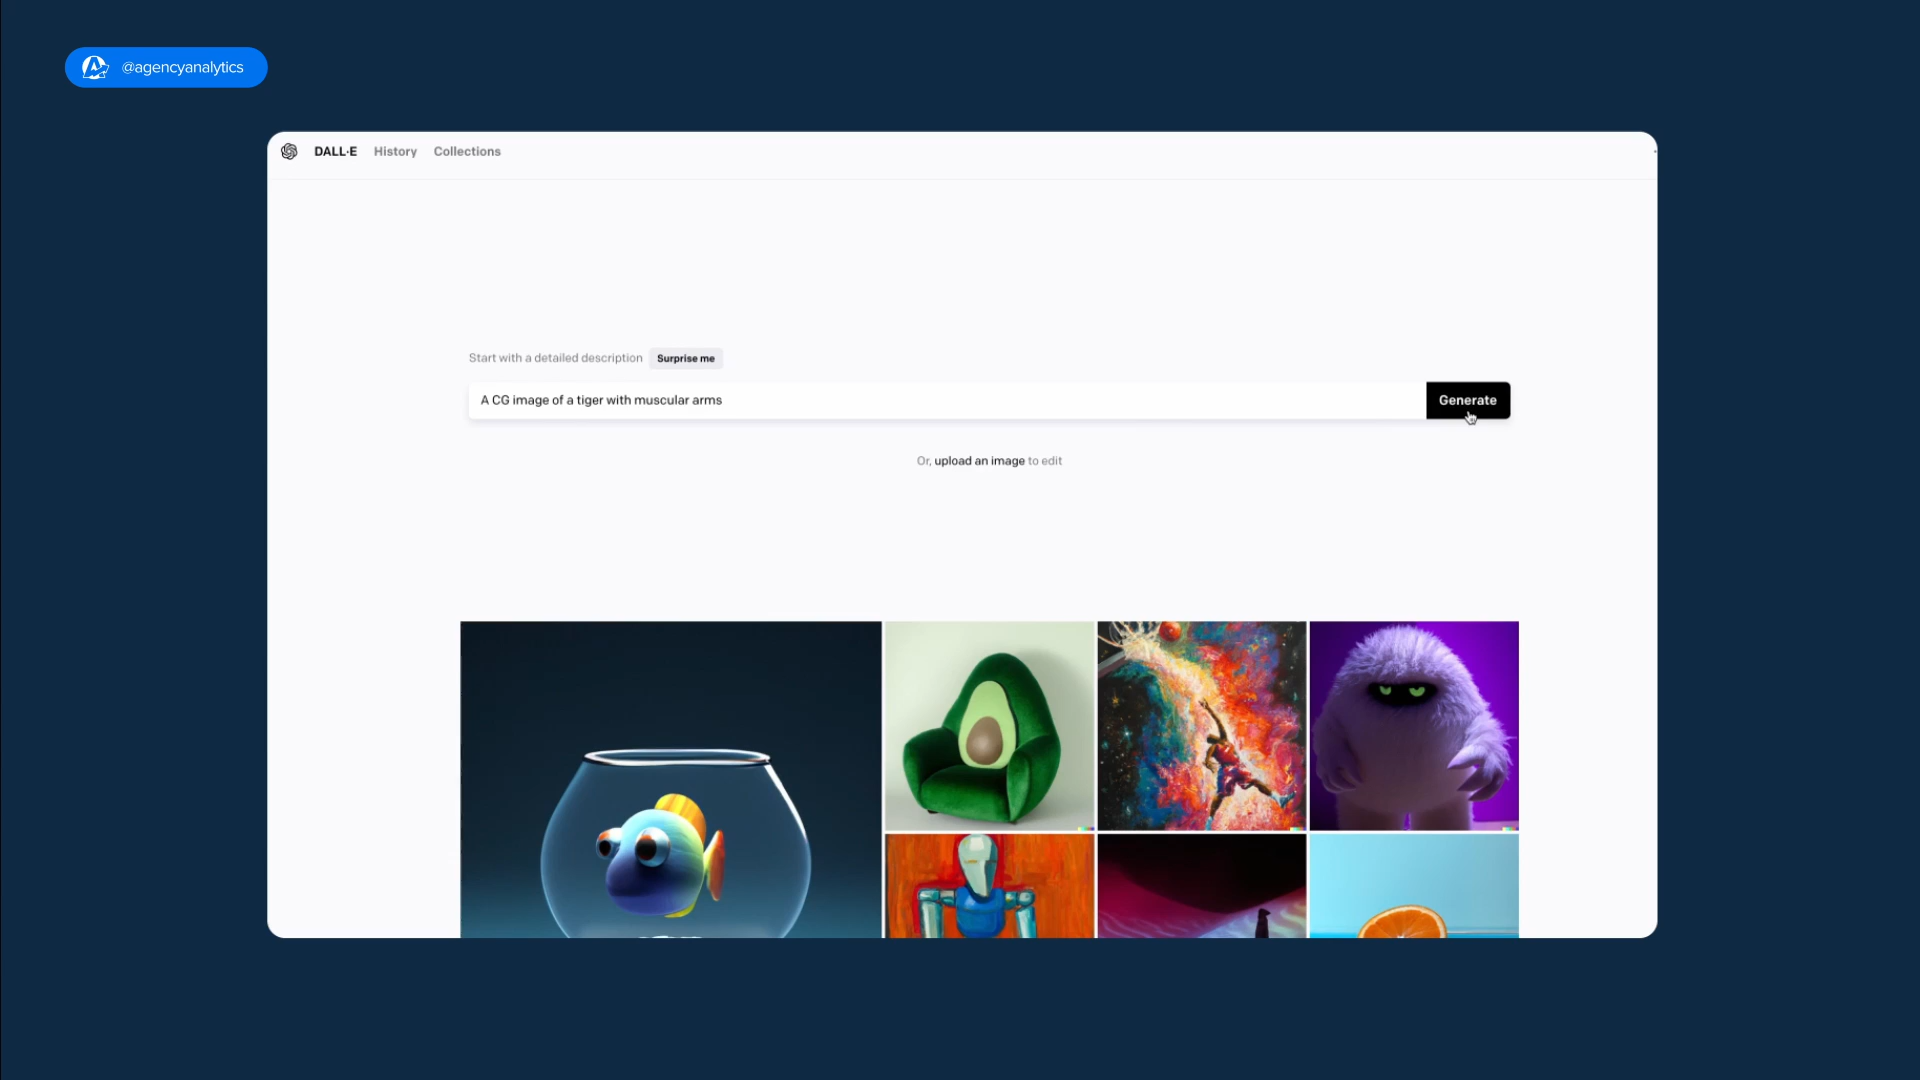 @agencyanalytics
DALL·E History Collections
Start with a detailed description Surprise me
A CG image of a tiger with muscular arms Generate
Or, upload an image to edit